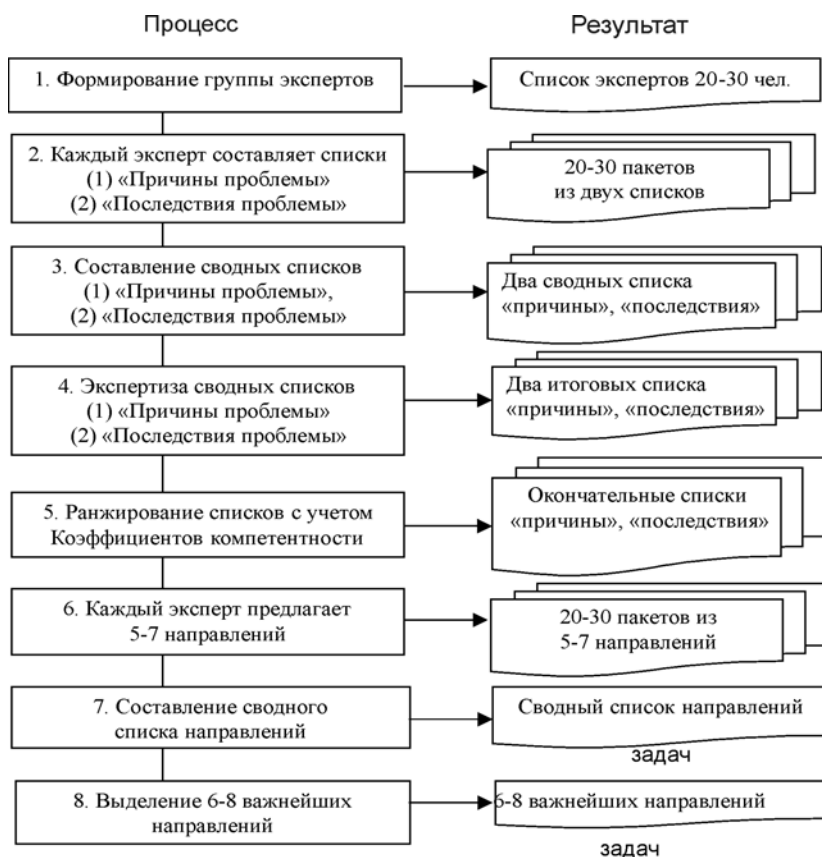 Процесс
Результат
1. Формирование группы экспертов
Список экспертов 20-30 чел.
2. Каждый эксперт составляет списки
(1) «Причины проблемы»
(2) «Последствия проблемы»
20-30 пакетов
из двух списков
3. Составление сводных списков
(1) «Причины проблемы»,
(2) «Последствия проблемы»
Два сводных списка
«причины», «последствия»
4. Экспертиза сводных списков
(1) «Причины проблемы»
(2) «Последствия проблемы»
Два итоговых списка
«причины», «последствия»
5. Ранжирование списков с учетом
Коэффициентов компетентности
Окончательные списки
«причины», «последствия»
6. Каждый эксперт предлагает
5-7 направлений
20-30 пакетов из
5-7 направлений
7. Составление сводного
списка направлений
Сводный список направлений
задач
8. Выделение 6-8 важнейших
направлений
6-8 важнейших направлений
задач